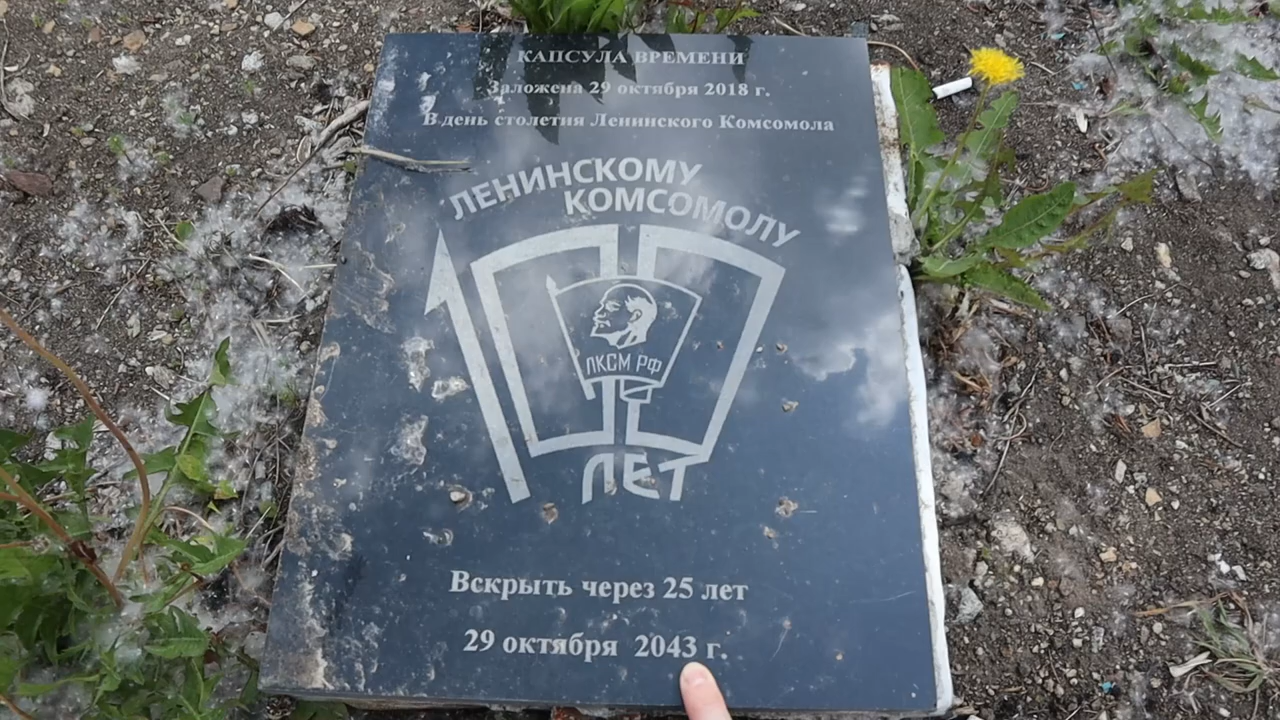 КАПСУЛА ВРЕМЕНИ
Заложена 29 октября 2018 г.
В день столетия Ленинского Комсомола
ЛЕНИНСКОМУ
КОМСОМОЛУ
100
ЛКСМ РФ
ЛЕТ
Вскрыть через 25 лет
29 октября 2043 г.